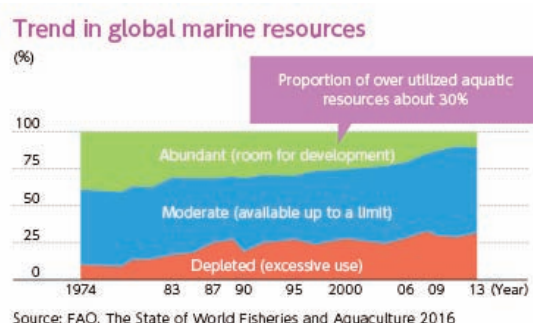 Trend in global marine resources
(%)
Proportion of over utilized aquatic
resources about 30%
100
75
50
25
0
Abundant (room for development)
Moderate (available up to a limit)
Depleted (excessive use)
1974 83 87 90 95 2000 06 09 13 (Year)
Source: FAO, The State of World Fisheries and Aquaculture 2016